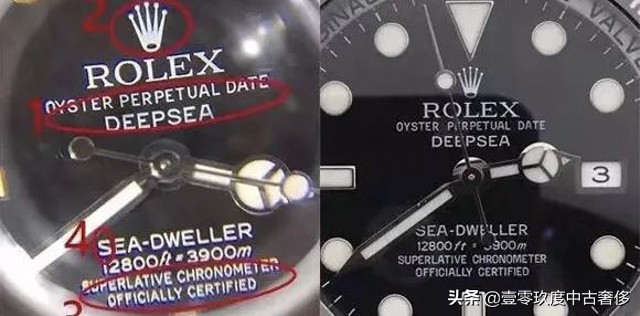 2
ROLEX
1
OYSTER PERPETUAL DATE
DEEPSEA
4
SEA-DWELLER
12800ft = 3900m
SUPERLATIVE CHRONOMETER
OFFICIALLY CERTIFIED
ROLEX
OYSTER PERPETUAL DATE
DEEPSEA
3
SEA-DWELLER
12800ft = 3900m
SUPERLATIVE CHRONOMETER
OFFICIALLY CERTIFIED
VALVE
头条 @壹零玖度中古奢侈